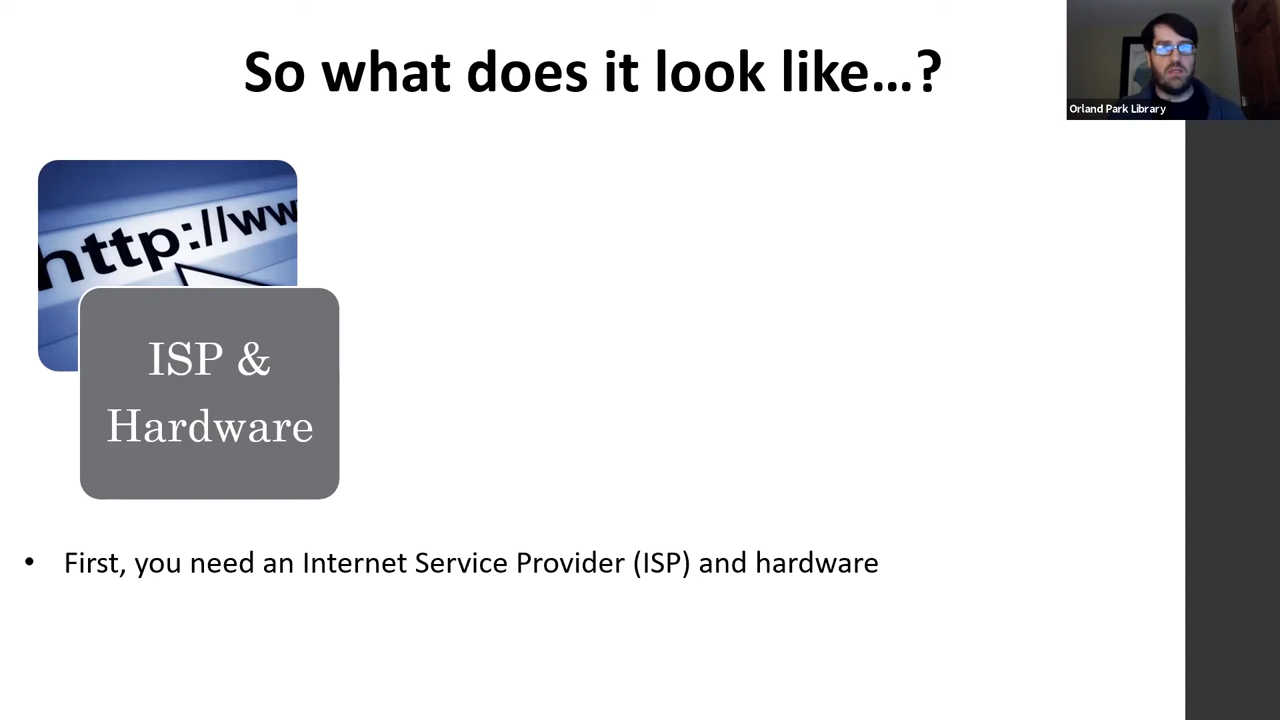 So what does it look like…?
Orland Park Library
http://ww
ISP &
Hardware
• First, you need an Internet Service Provider (ISP) and hardware